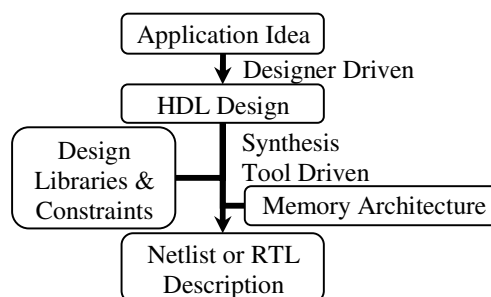 Application Idea
Designer Driven
HDL Design
Synthesis
Tool Driven
Design
Libraries &
Constraints
Memory Architecture
Netlist or RTL
Description